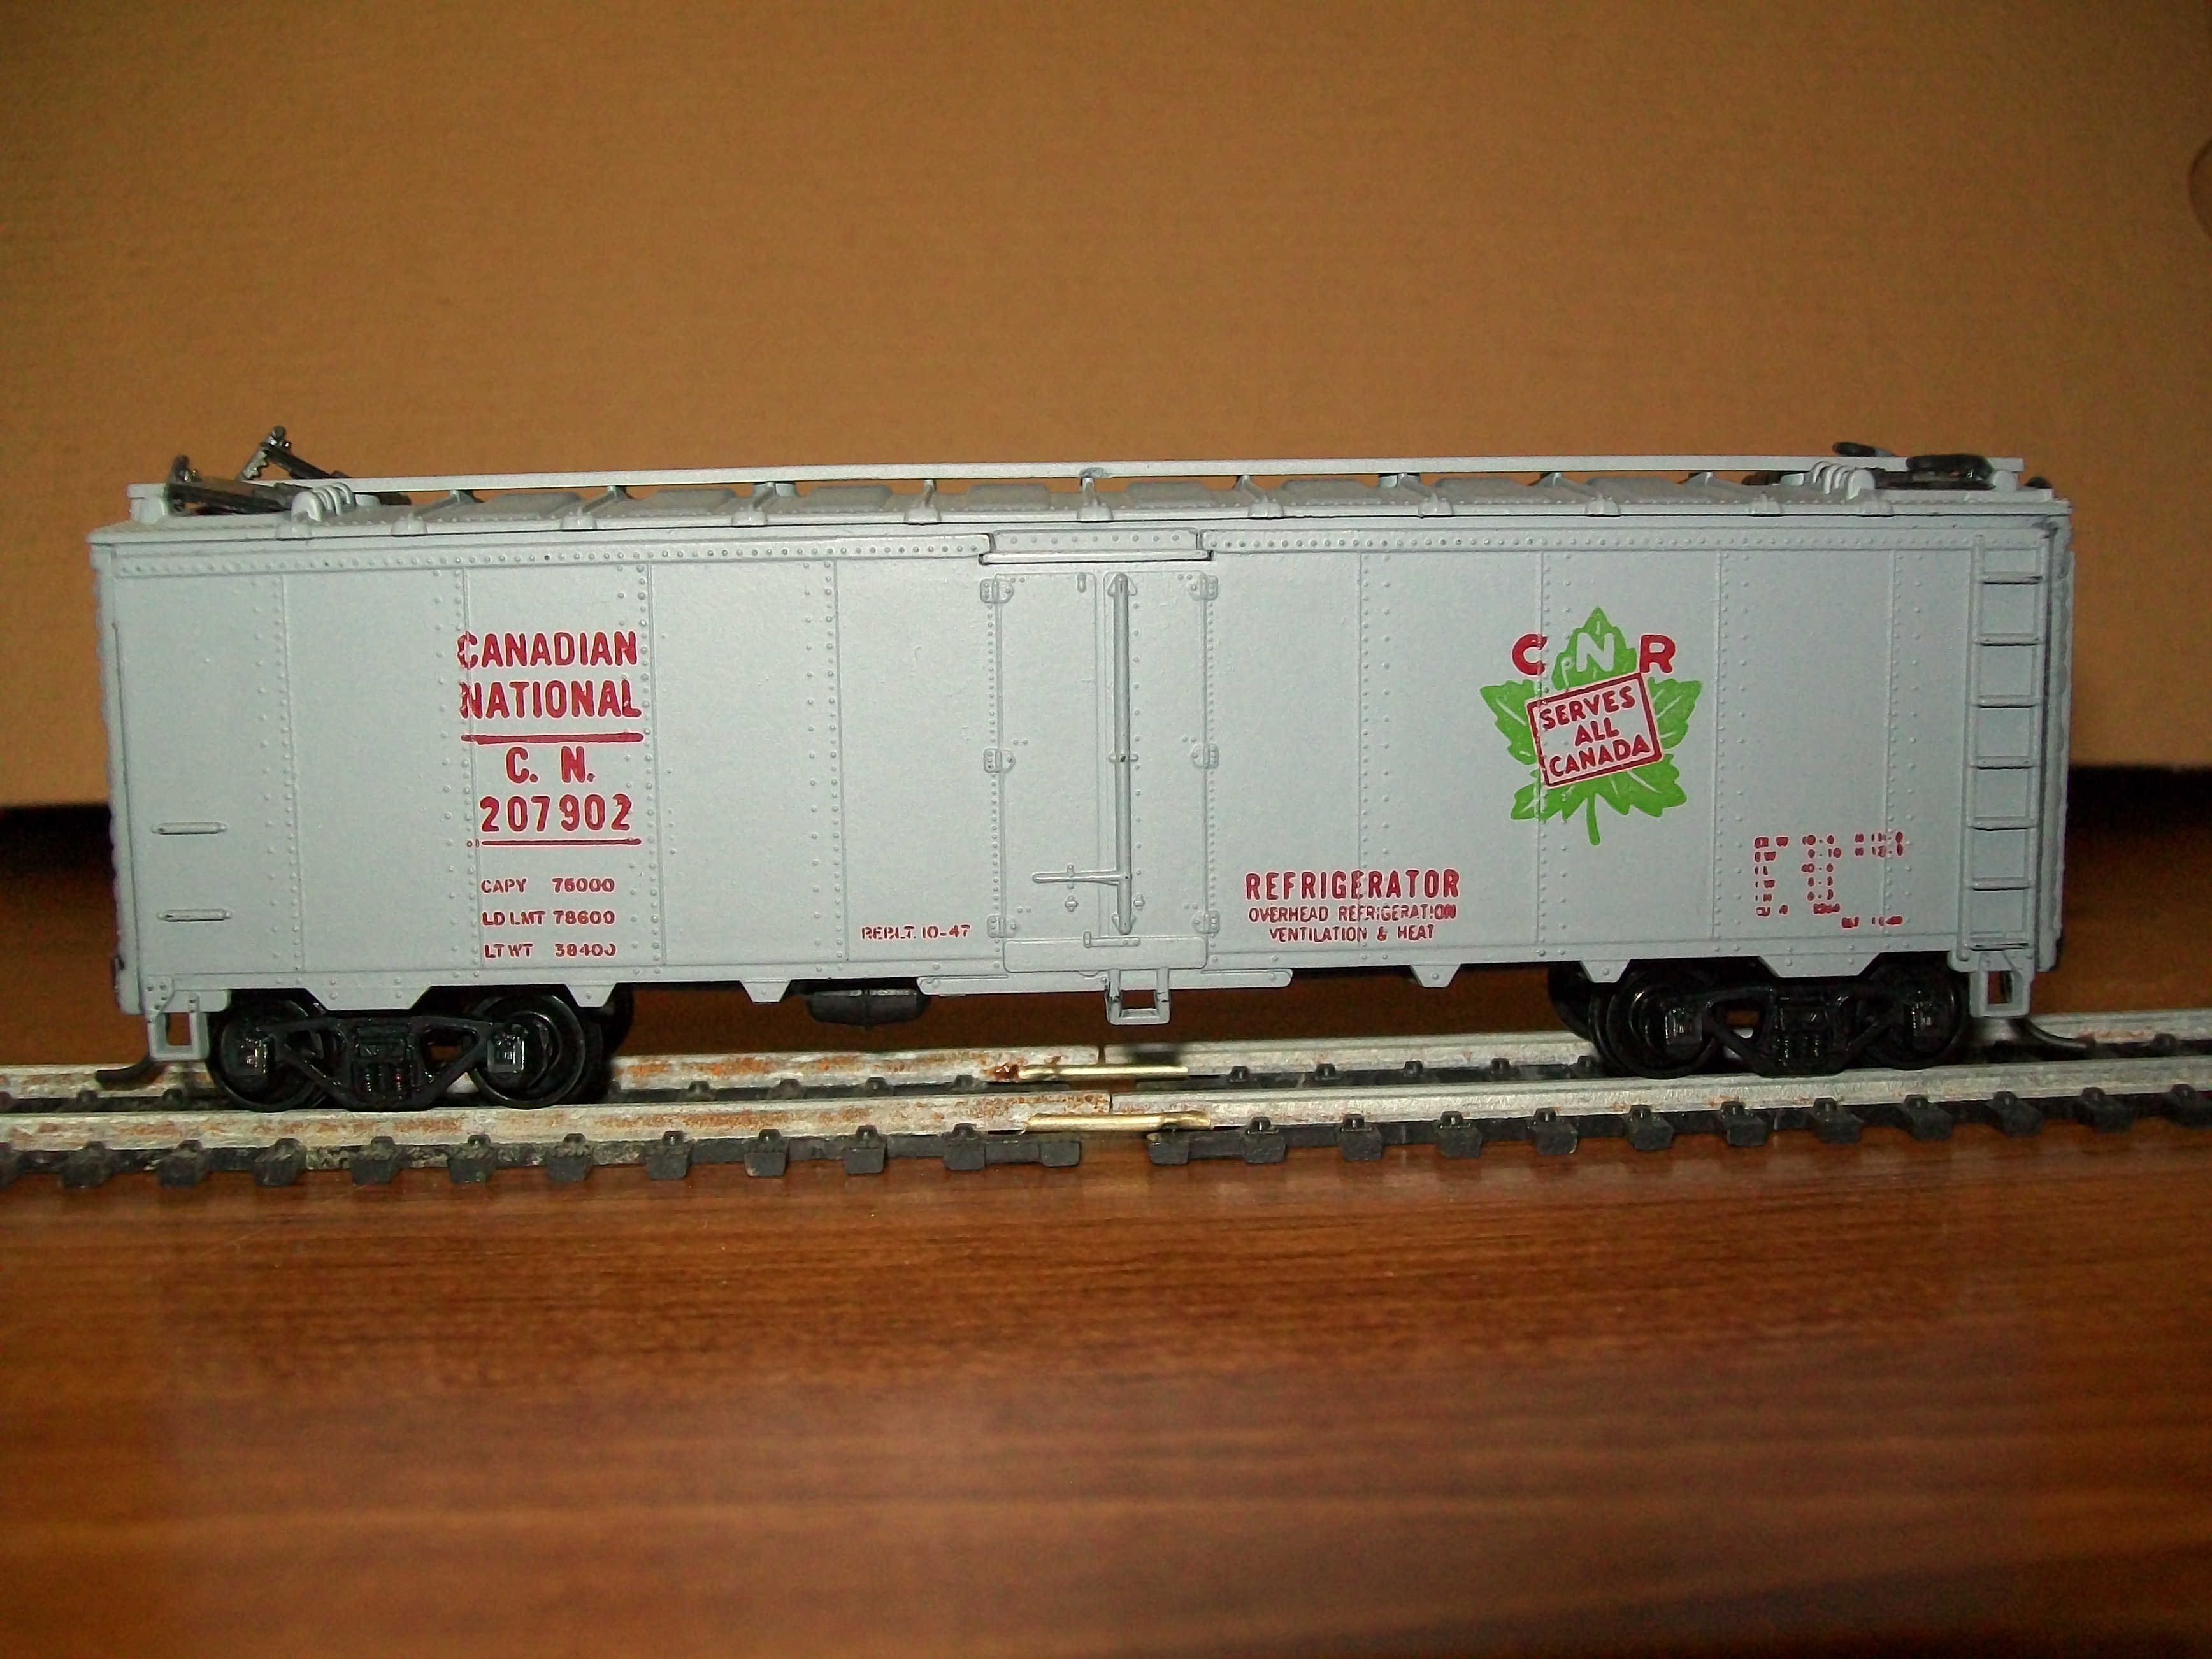 CANADIAN
NATIONAL
C. N.
207902
CAPY 76000
LD LMT 78600
LT WT 38400
REBLT. 10-47
REFRIGERATOR
OVERHEAD REFRIGERATION
VENTILATION & HEAT
C N R
SERVES
ALL
CANADA